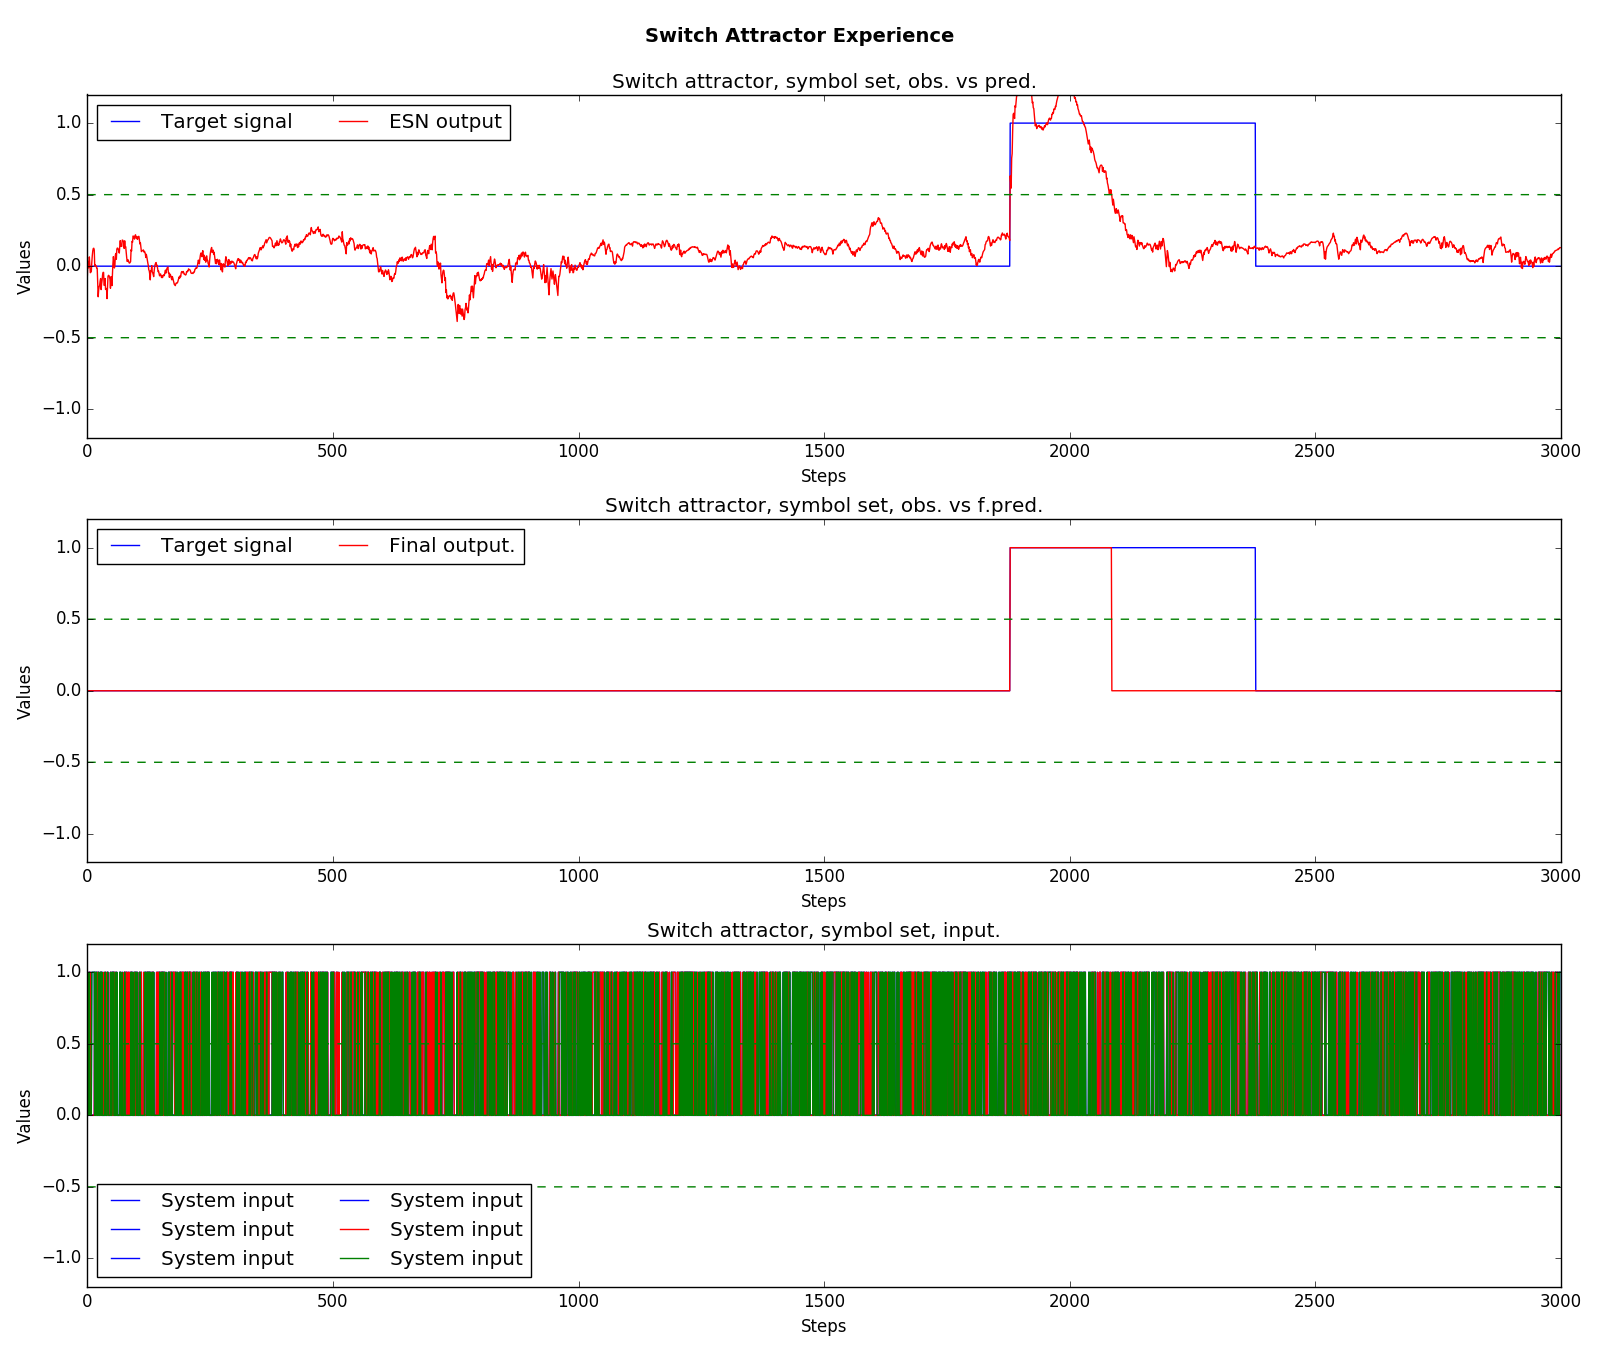 Switch Attractor Experience
Switch attractor, symbol set, obs. vs pred.
Target signal ESN output
1.0
0.5
0.0
−0.5
−1.0
Values
0 500 1000 1500 2000 2500 3000
Steps
Switch attractor, symbol set, obs. vs f.pred.
Target signal Final output.
1.0
0.5
0.0
−0.5
−1.0
Values
0 500 1000 1500 2000 2500 3000
Steps
Switch attractor, symbol set, input.
1.0
0.5
0.0
−0.5
−1.0
Values
System input System input
System input System input
System input System input
0 500 1000 1500 2000 2500 3000
Steps